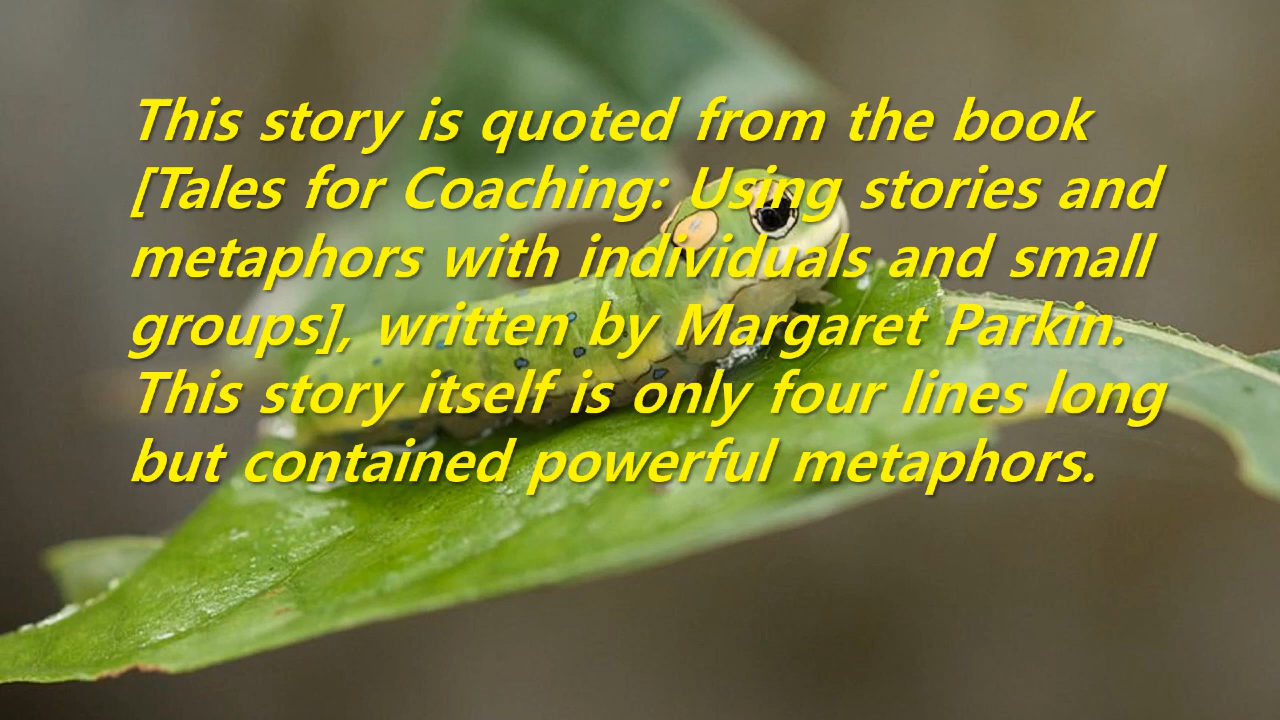 This story is quoted from the book
[Tales for Coaching: Using stories and
metaphors with individuals and small
groups], written by Margaret Parkin.
This story itself is only four lines long
but contained powerful metaphors.